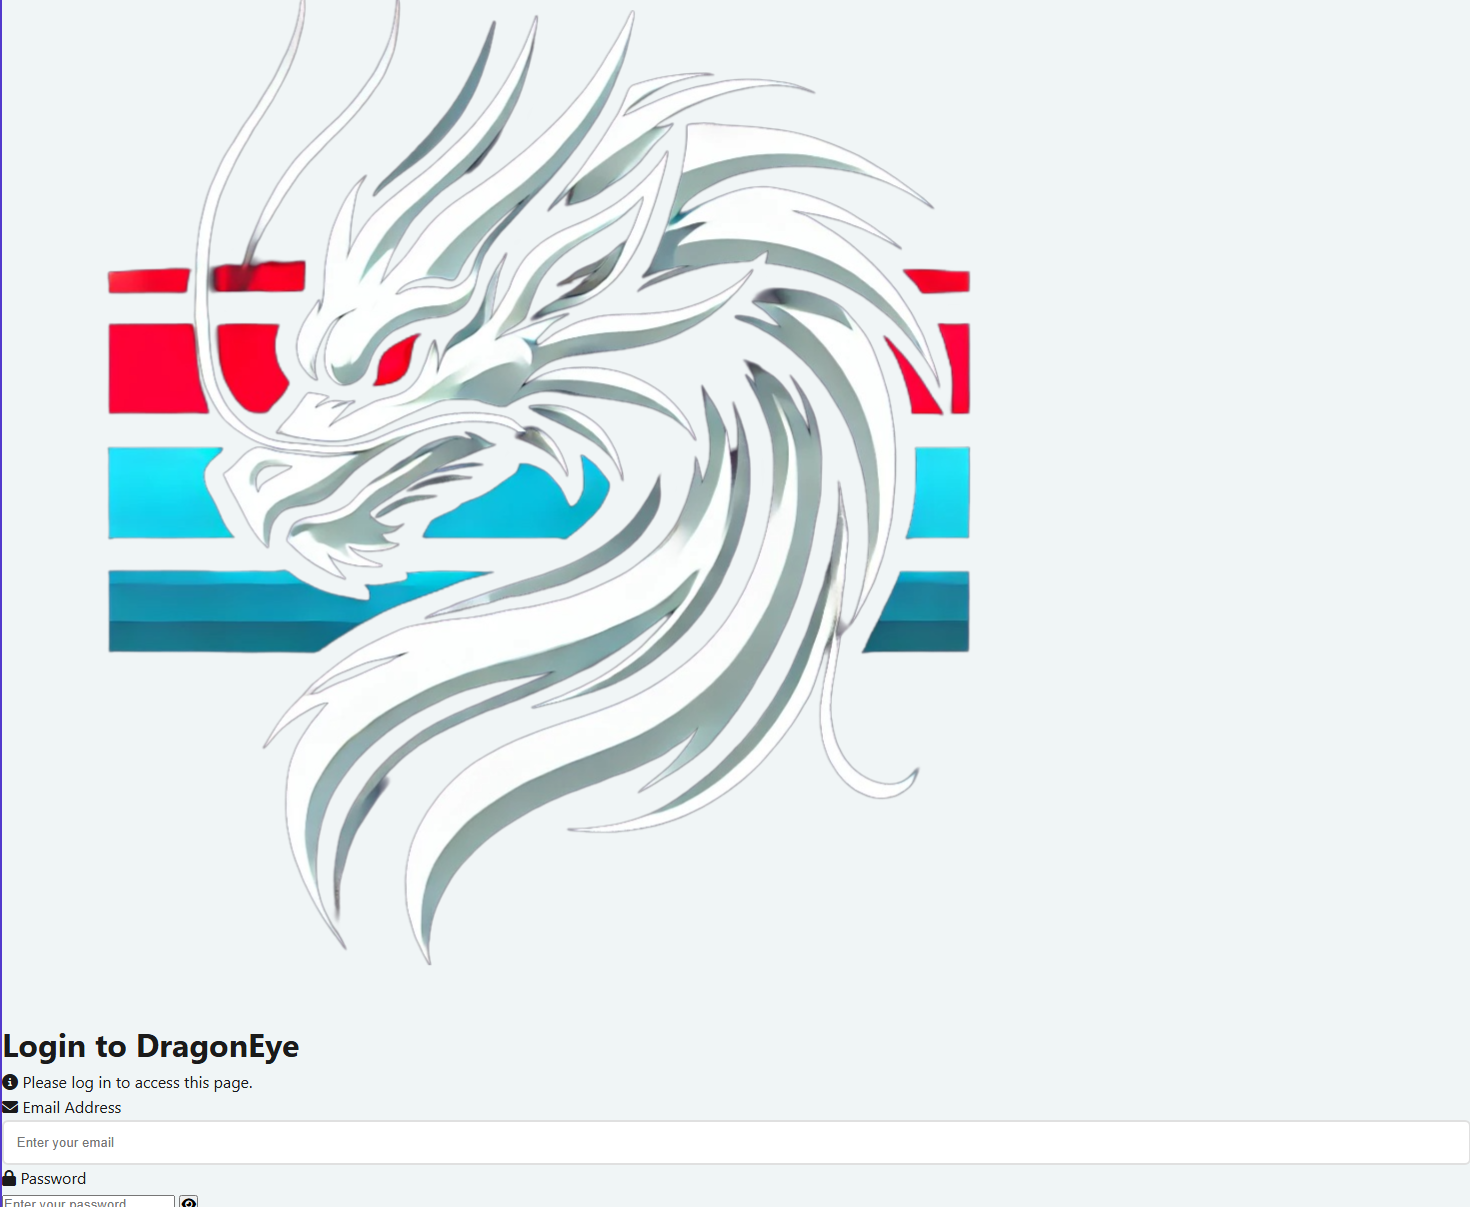 Login to DragonEye
Please log in to access this page.
Email Address
Enter your email
Password
Enter your password